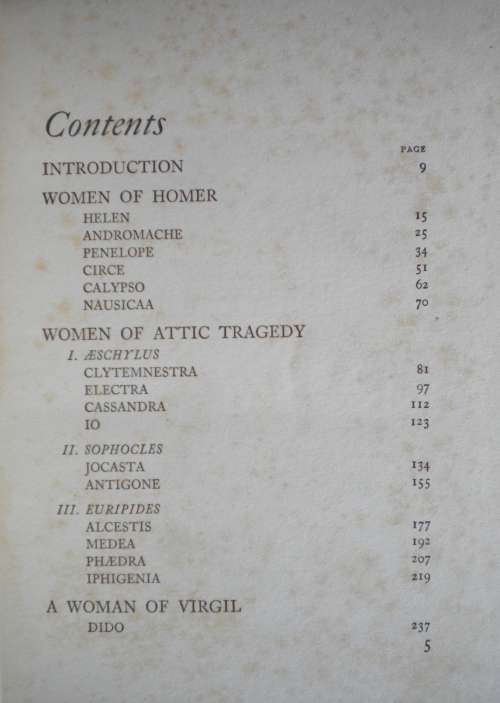 Contents
PAGE
INTRODUCTION 9
WOMEN OF HOMER
HELEN 15
ANDROMACHE 25
PENELOPE 34
CIRCE 51
CALYPSO 62
NAUSICAA 70
WOMEN OF ATTIC TRAGEDY
I. ÆSCHYLUS
CLYTEMNESTRA 81
ELECTRA 97
CASSANDRA 112
IO 123
II. SOPHOCLES
JOCASTA 134
ANTIGONE 155
III. EURIPIDES
ALCESTIS 177
MEDEA 192
PHÆDRA 207
IPHIGENIA 219
A WOMAN OF VIRGIL
DIDO 237
5